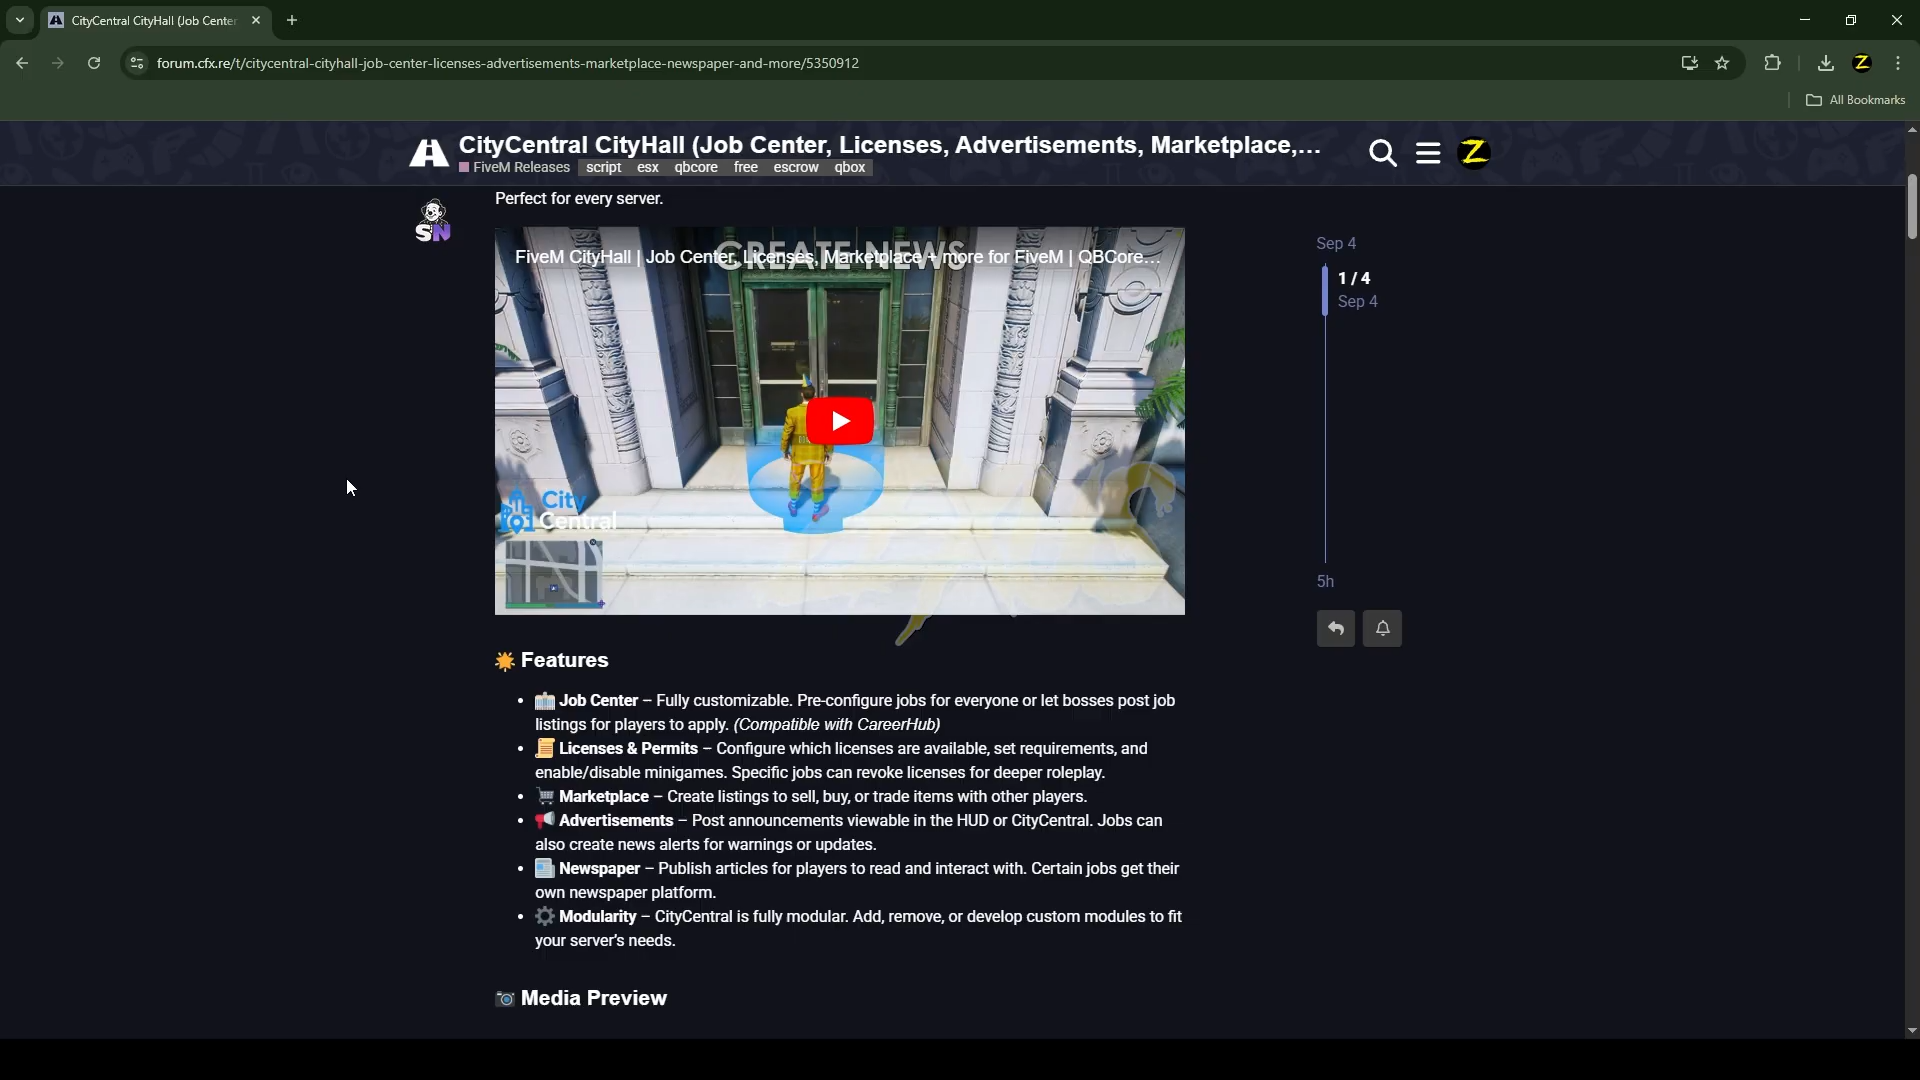 CityCentral CityHall (Job Center
forum.cfx.re/t/citycentral-cityhall-job-center-licenses-advertisements-marketplace-newspaper-and-more/5350912
All Bookmarks
CityCentral CityHall (Job Center, Licenses, Advertisements, Marketplace,...
FiveM Releases script esx qbcore free escrow qbox
SN
Z
Perfect for every server.
CREATE NEWS
FiveM CityHall | Job Center, Licenses, Marketplace + more for FiveM | QBCore...
City
Central
Sep 4
1 / 4
Sep 4
5h
Features
• Job Center – Fully customizable. Pre-configure jobs for everyone or let bosses post job
listings for players to apply. (Compatible with CareerHub)
• Licenses & Permits – Configure which licenses are available, set requirements, and
enable/disable minigames. Specific jobs can revoke licenses for deeper roleplay.
• Marketplace – Create listings to sell, buy, or trade items with other players.
• Advertisements – Post announcements viewable in the HUD or CityCentral. Jobs can
also create news alerts for warnings or updates.
• Newspaper – Publish articles for players to read and interact with. Certain jobs get their
own newspaper platform.
• Modularity – CityCentral is fully modular. Add, remove, or develop custom modules to fit
your server's needs.
Media Preview